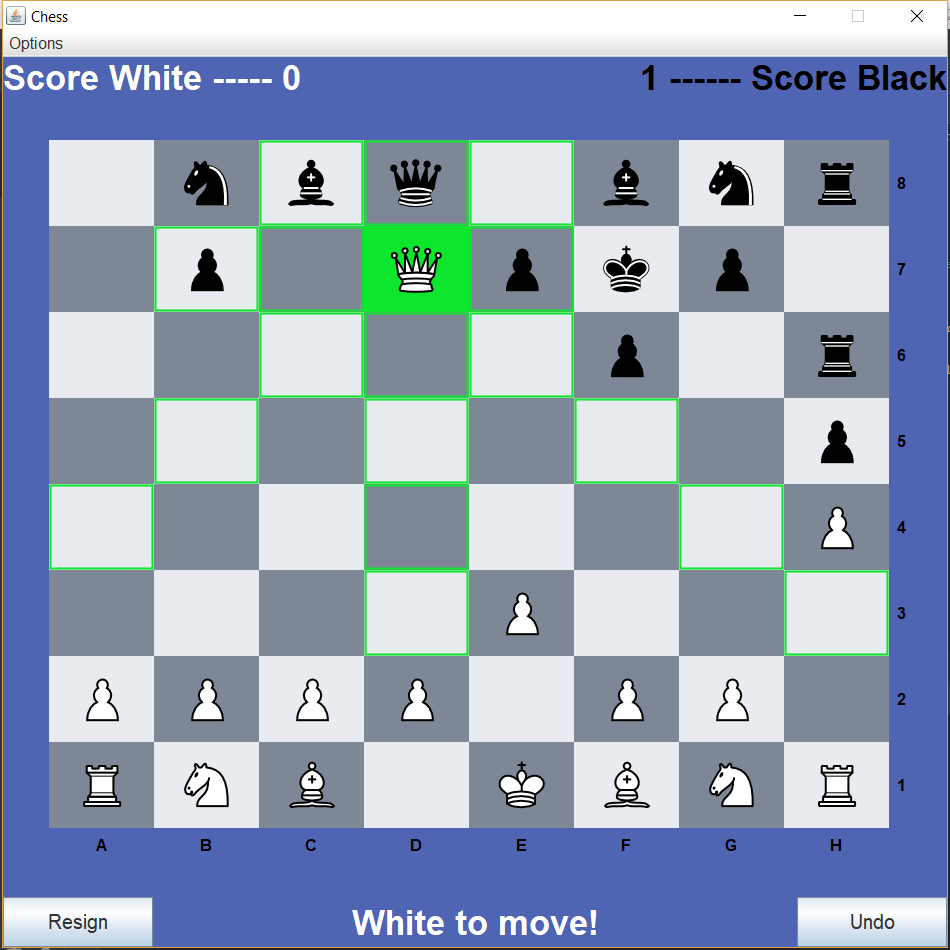 Chess
Options
Score White ----- 0
1 ------ Score Black
8
7
6
5
4
3
2
1
A B C D E F G H
Resign
White to move!
Undo